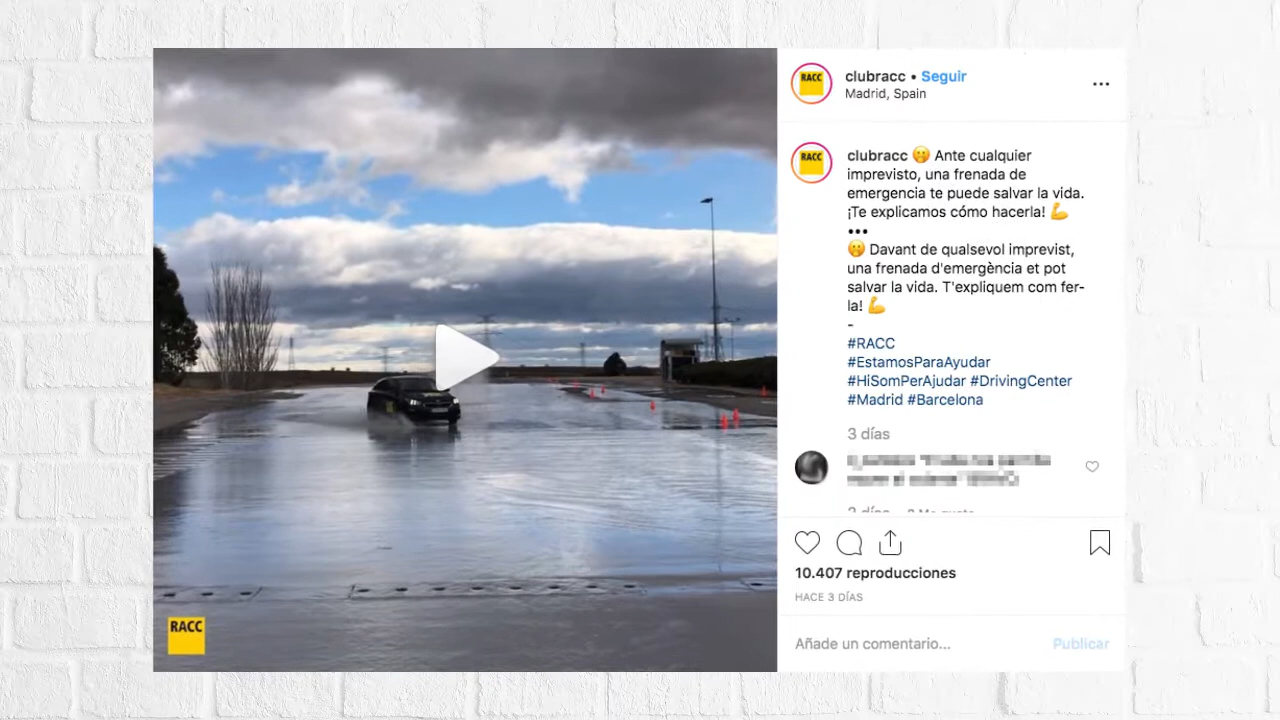 RACC
clubracc • Seguir
Madrid, Spain
RACC
clubracc 🤫 Ante cualquier
imprevisto, una frenada de
emergencia te puede salvar la vida.
¡Te explicamos cómo hacerla! 💪
•••
🤫 Davant de qualsevol imprevist,
una frenada d'emergència et pot
salvar la vida. T'expliquem com fer-
la! 💪
-
#RACC
#EstamosParaAyudar
#HiSomPerAjudar #DrivingCenter
#Madrid #Barcelona
3 días
10.407 reproducciones
HACE 3 DÍAS
Añade un comentario... Publicar
RACC